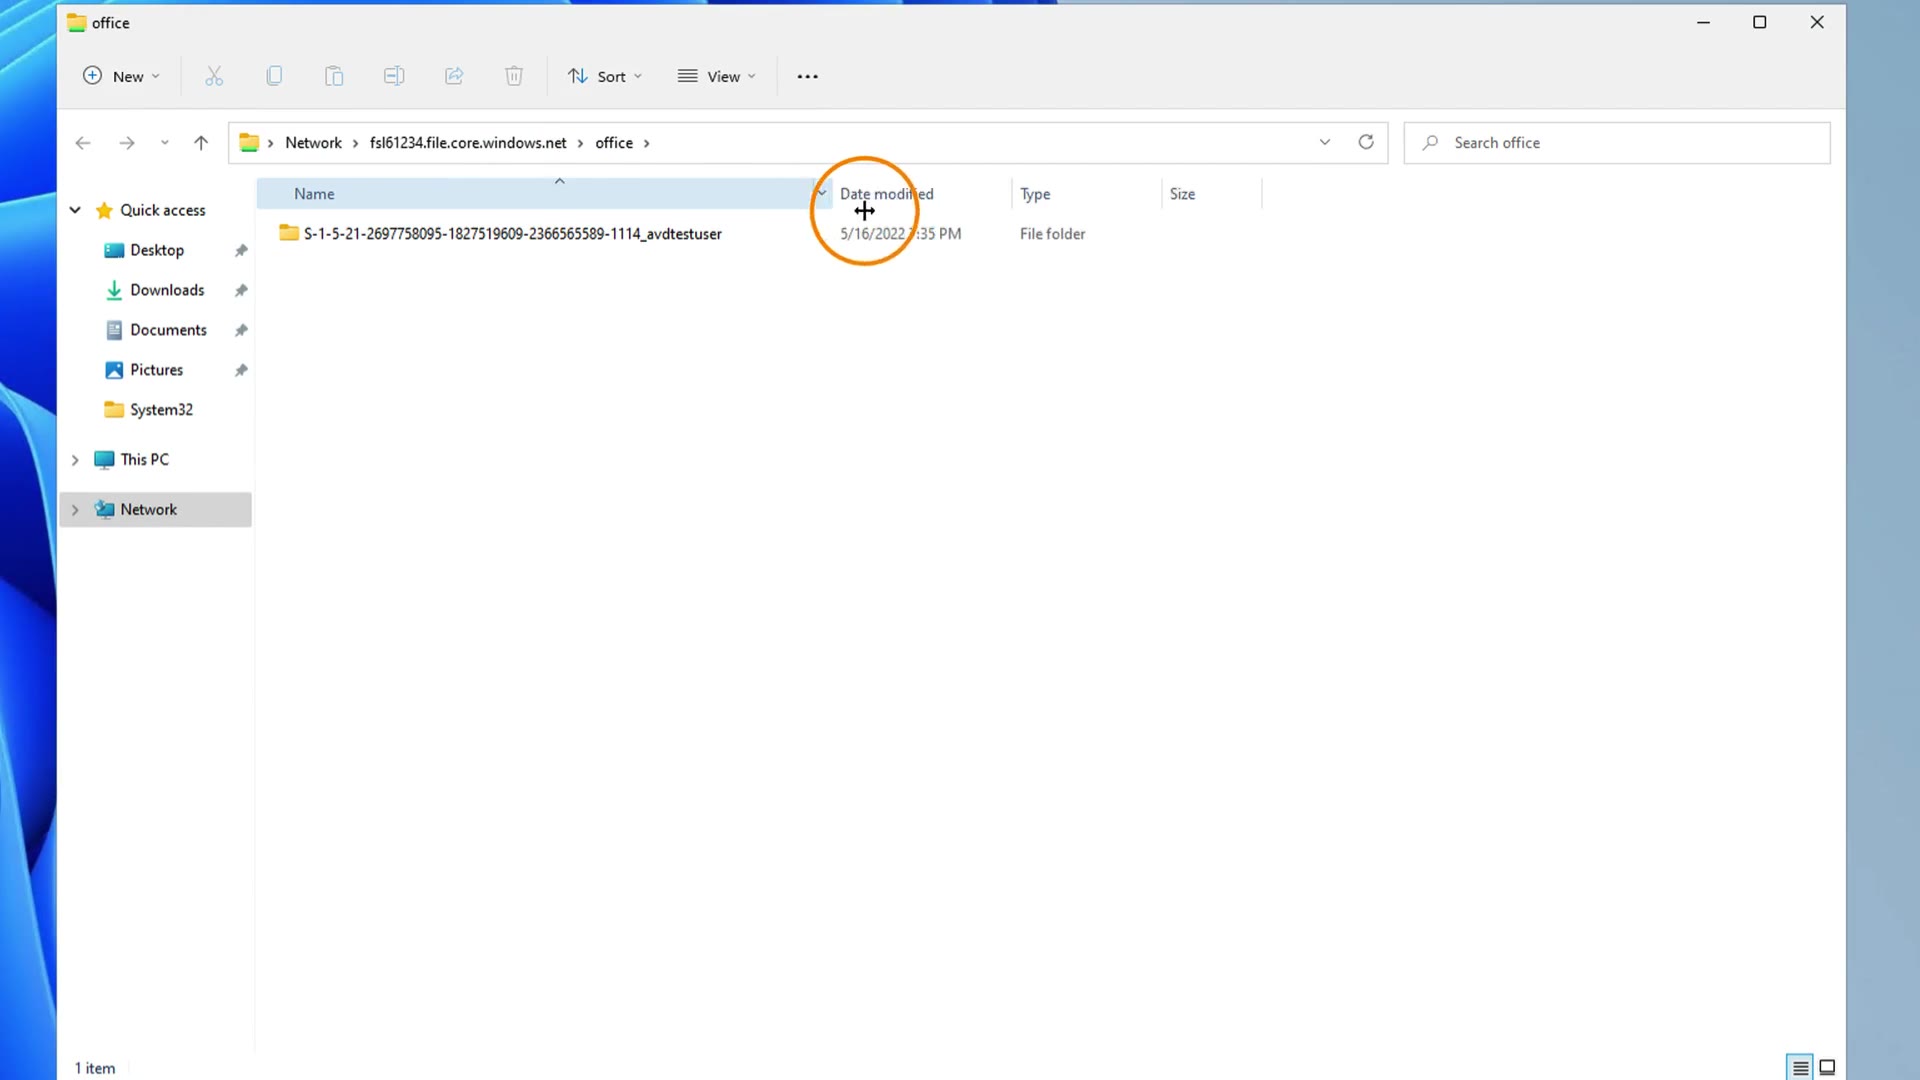 office
New
Sort
View
Network
fsl61234.file.core.windows.net
office
Search office
Name
Date modified
Type
Size
S-1-5-21-2697758095-1827519609-2366565589-1114_avdtestuser
5/16/2022 :35 PM
File folder
Quick access
Desktop
Downloads
Documents
Pictures
System32
This PC
Network
1 item